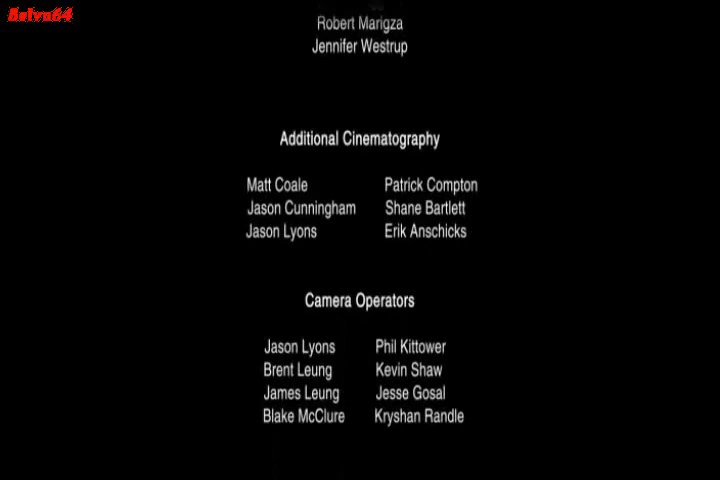 Belva64
Robert Marigza
Jennifer Westrup
Additional Cinematography
Matt Coale Patrick Compton
Jason Cunningham Shane Bartlett
Jason Lyons Erik Anschicks
Camera Operators
Jason Lyons Phil Kittower
Brent Leung Kevin Shaw
James Leung Jesse Gosal
Blake McClure Kryshan Randle